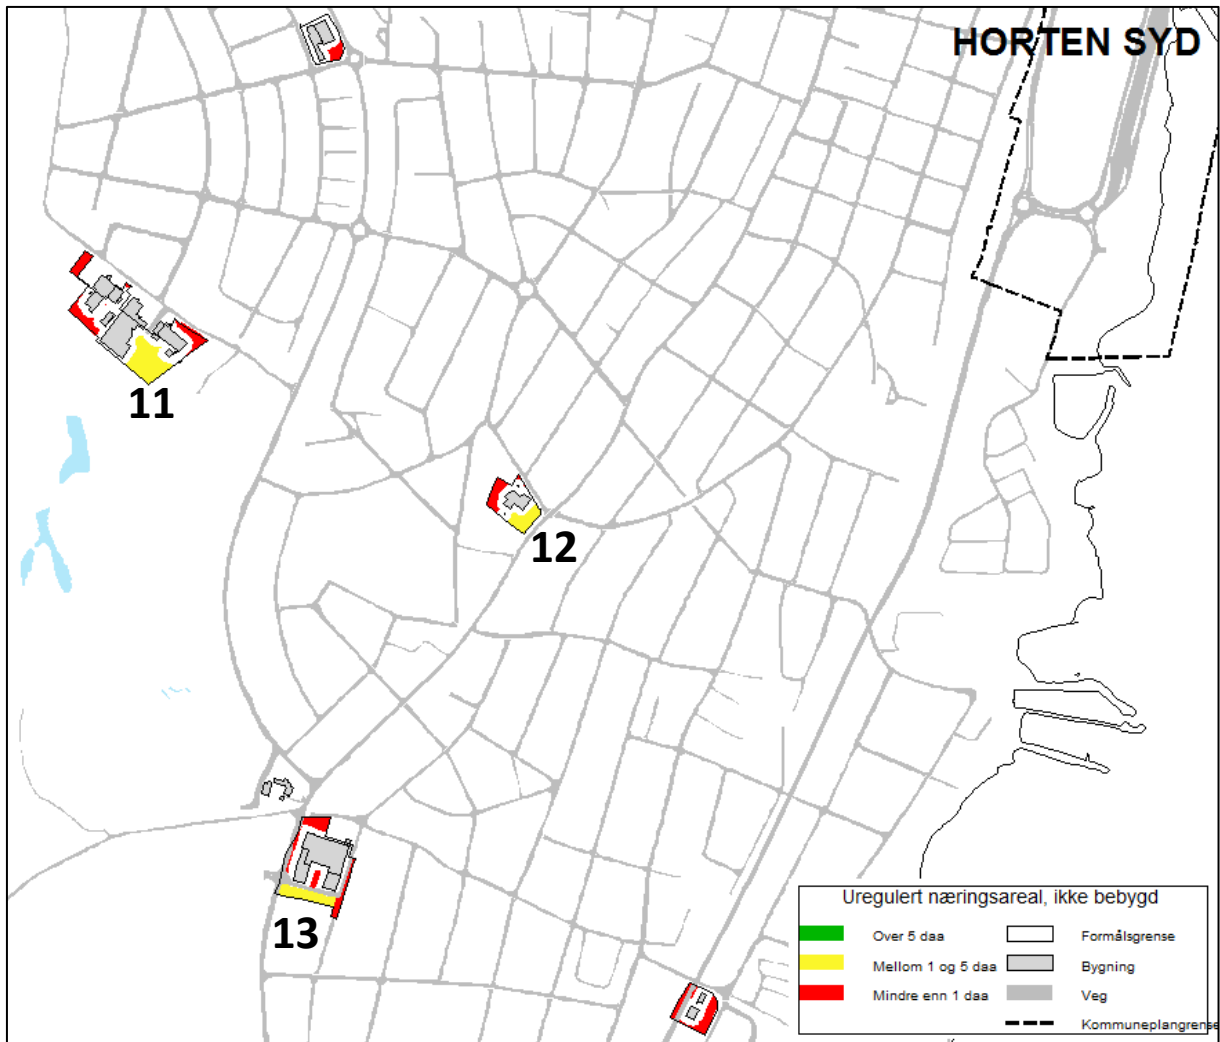 HORTEN SYD
11
12
13
Uregulert næringsareal, ikke bebygd
Over 5 daa
Formålsgrense
Mellom 1 og 5 daa
Bygning
Mindre enn 1 daa
Veg
Kommuneplangrense